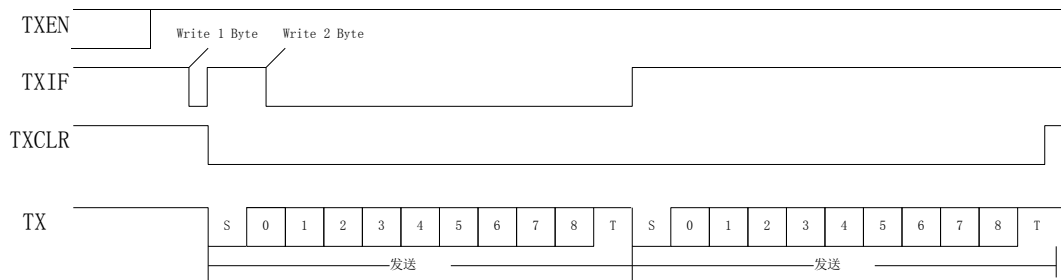 TXEN
Write 1 Byte Write 2 Byte
TXIF
TXCLR
TX S 0 1 2 3 4 5 6 7 8 T S 0 1 2 3 4 5 6 7 8 T
发送 发送